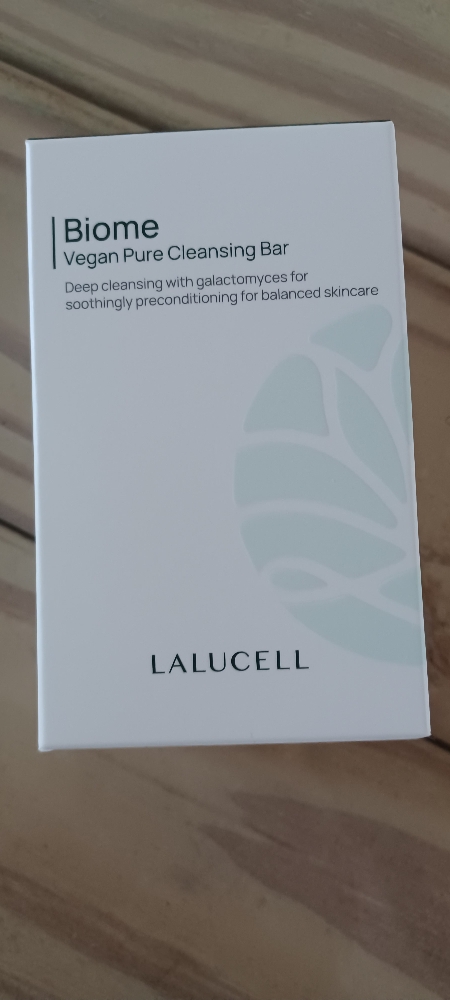 Biome
Vegan Pure Cleansing Bar
Deep cleansing with galactomyces for
soothingly preconditioning for balanced skincare
LALUCELL